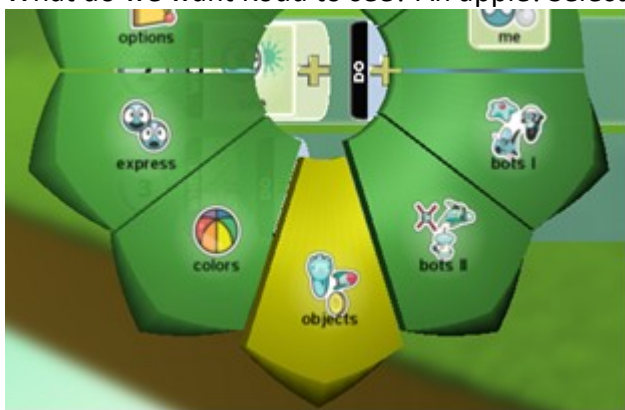 What do we want Kodu to see? An apple. Select
options
me
DO
express
bots I
colors
bots II
objects